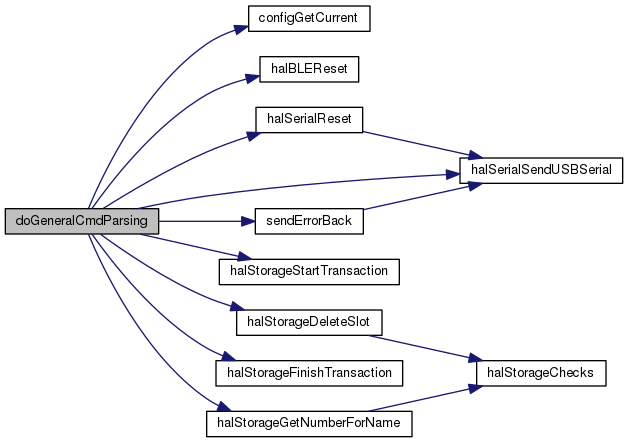 configGetCurrent
halBLEReset
halSerialReset
halSerialSendUSBSerial
doGeneralCmdParsing
sendErrorBack
halStorageStartTransaction
halStorageDeleteSlot
halStorageFinishTransaction
halStorageChecks
halStorageGetNumberForName